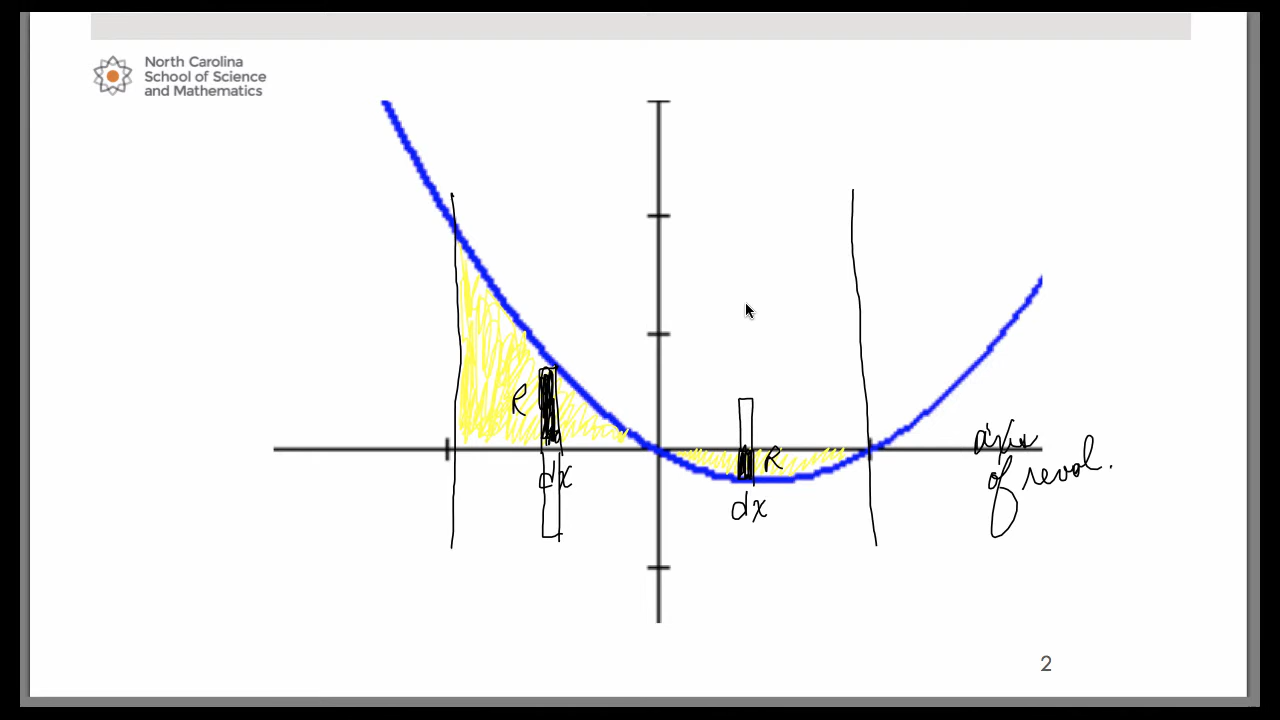 North Carolina
School of Science
and Mathematics
R
dx
R
dx
axis
of revol.
2